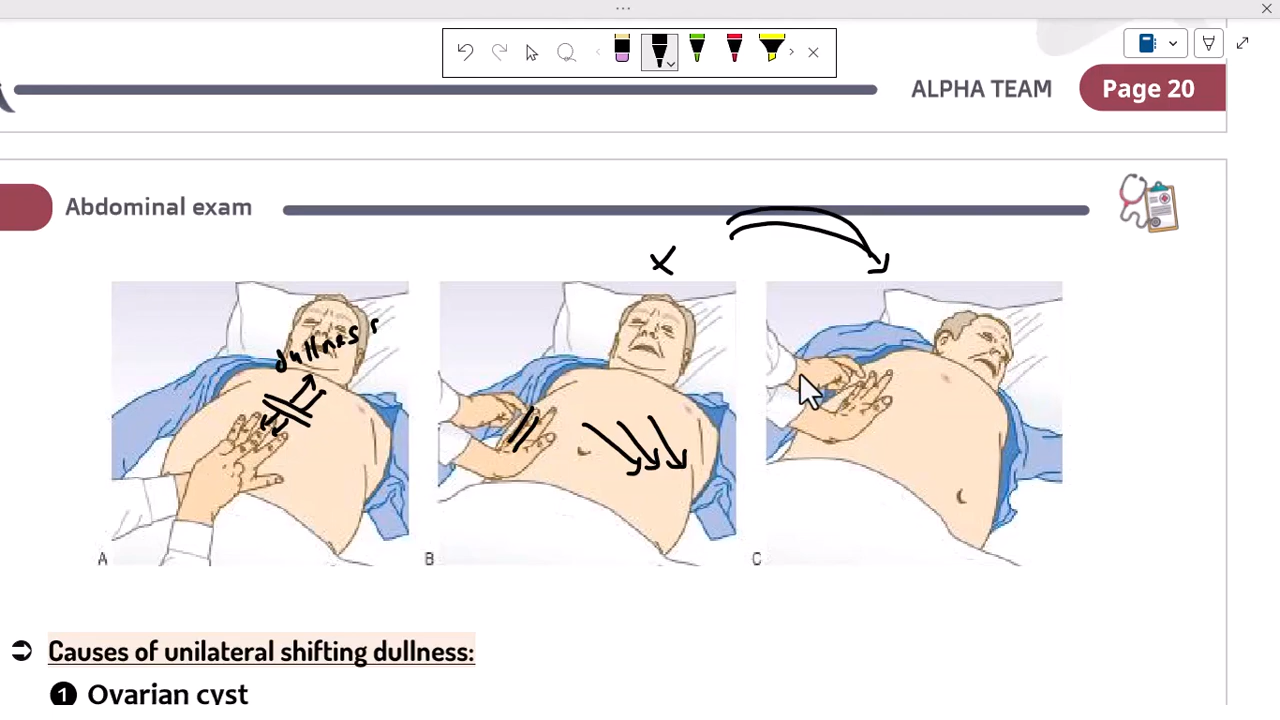 ALPHA TEAM
Page 20
Abdominal exam
x
dullness r
A
B
C
Causes of unilateral shifting dullness:
1 Ovarian cyst